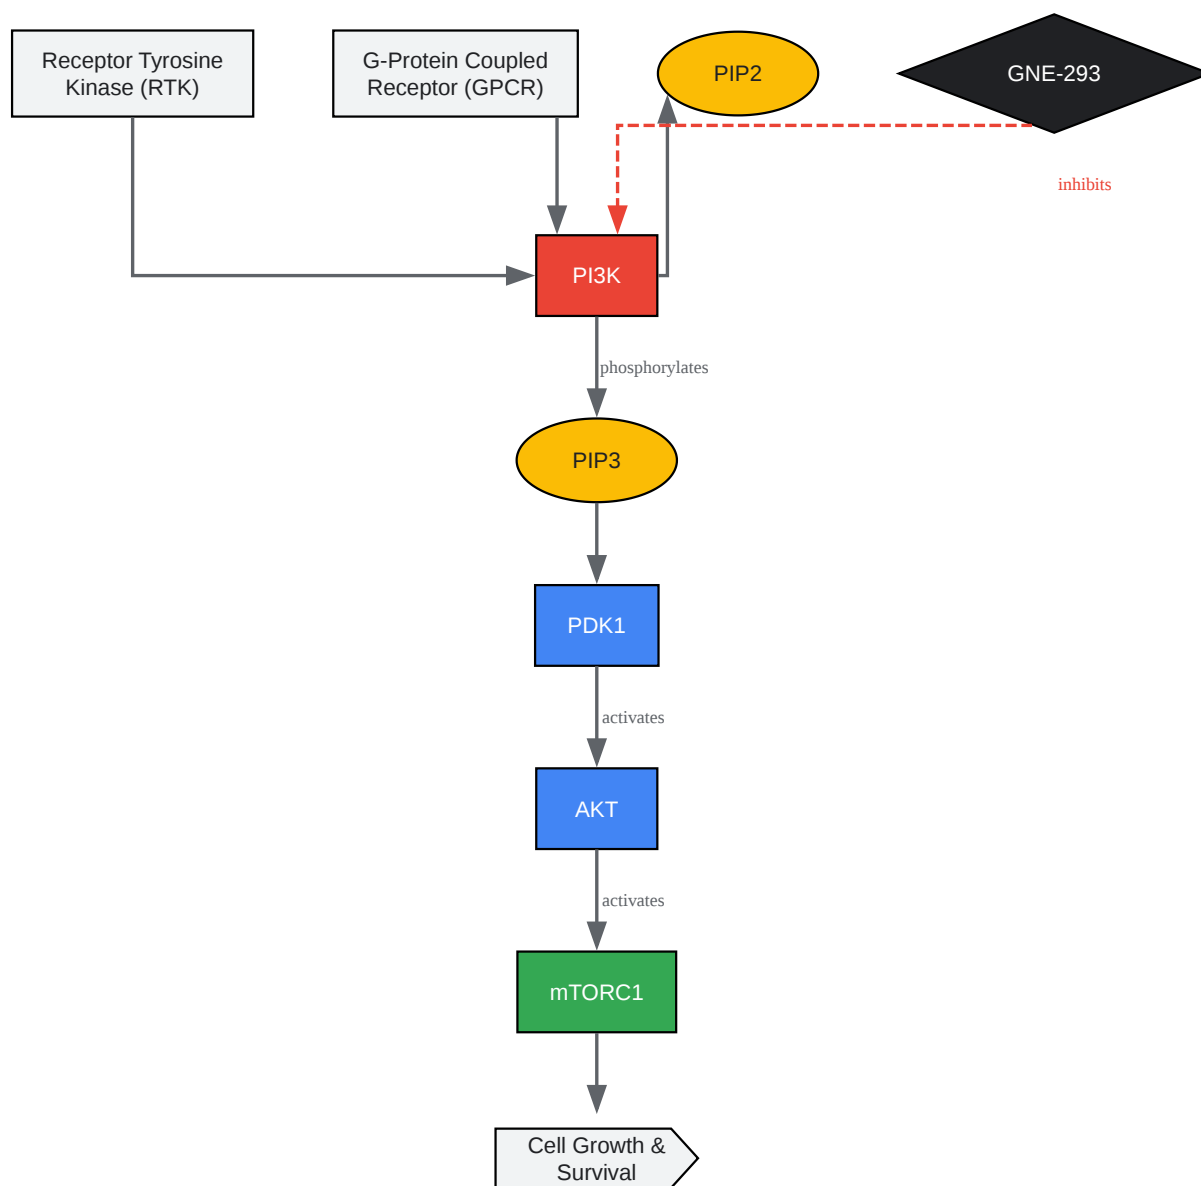 Receptor Tyrosine
Kinase (RTK)
G-Protein Coupled
Receptor (GPCR)
PIP2
GNE-293
inhibits
PI3K
phosphorylates
PIP3
PDK1
activates
AKT
activates
mTORC1
Cell Growth &
Survival